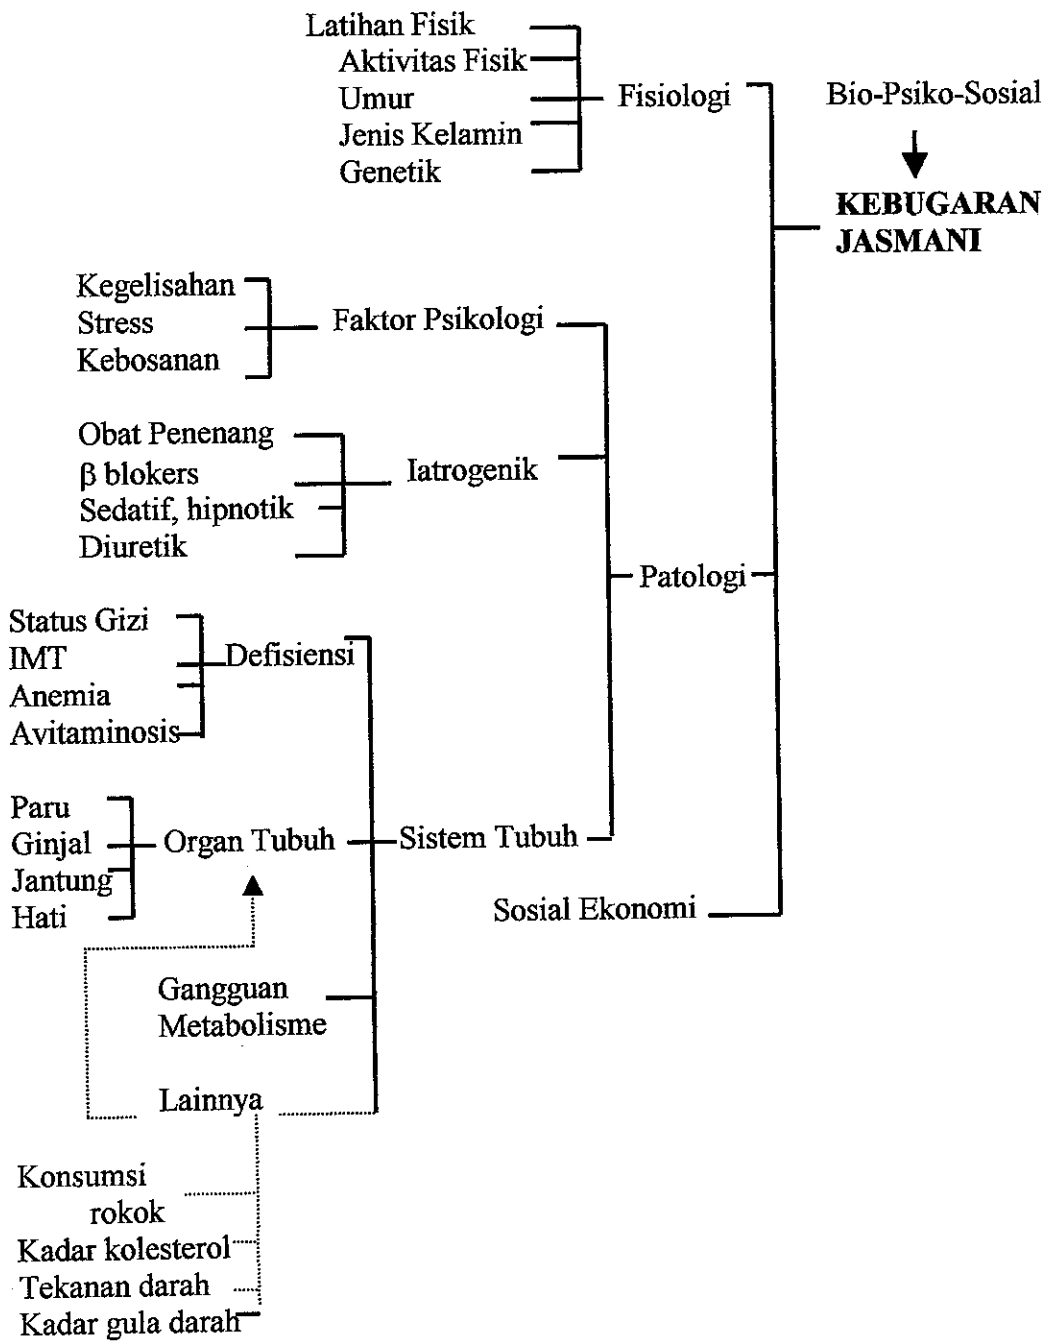 Latihan Fisik
Aktivitas Fisik
Umur
Jenis Kelamin
Genetik
Fisiologi
Bio-Psiko-Sosial
KEBUGARAN
JASMANI
Kegelisahan
Stress
Kebosanan
Faktor Psikologi
Obat Penenang
β blokers
Sedatif, hipnotik
Diuretik
Iatrogenik
Patologi
Status Gizi
IMT
Anemia
Avitaminosis
Defisiensi
Paru
Ginjal
Jantung
Hati
Organ Tubuh
Sistem Tubuh
Sosial Ekonomi
Gangguan
Metabolisme
Lainnya
Konsumsi
rokok
Kadar kolesterol
Tekanan darah
Kadar gula darah